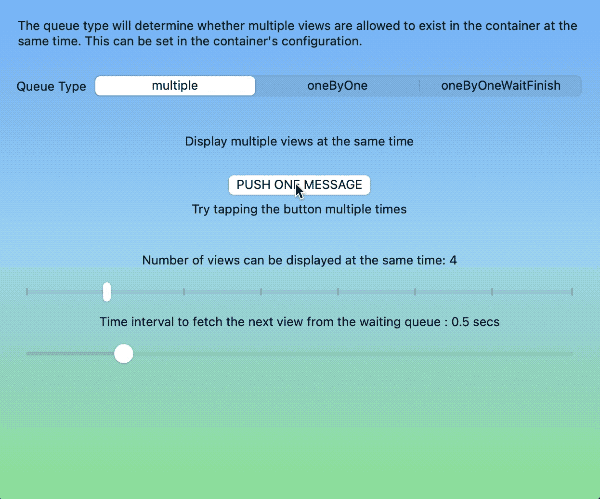 The queue type will determine whether multiple views are allowed to exist in the container at the
same time. This can be set in the container's configuration.
Queue Type multiple oneByOne oneByOneWaitFinish
Display multiple views at the same time
PUSH ONE MESSAGE
Try tapping the button multiple times
Number of views can be displayed at the same time: 4
Time interval to fetch the next view from the waiting queue : 0.5 secs